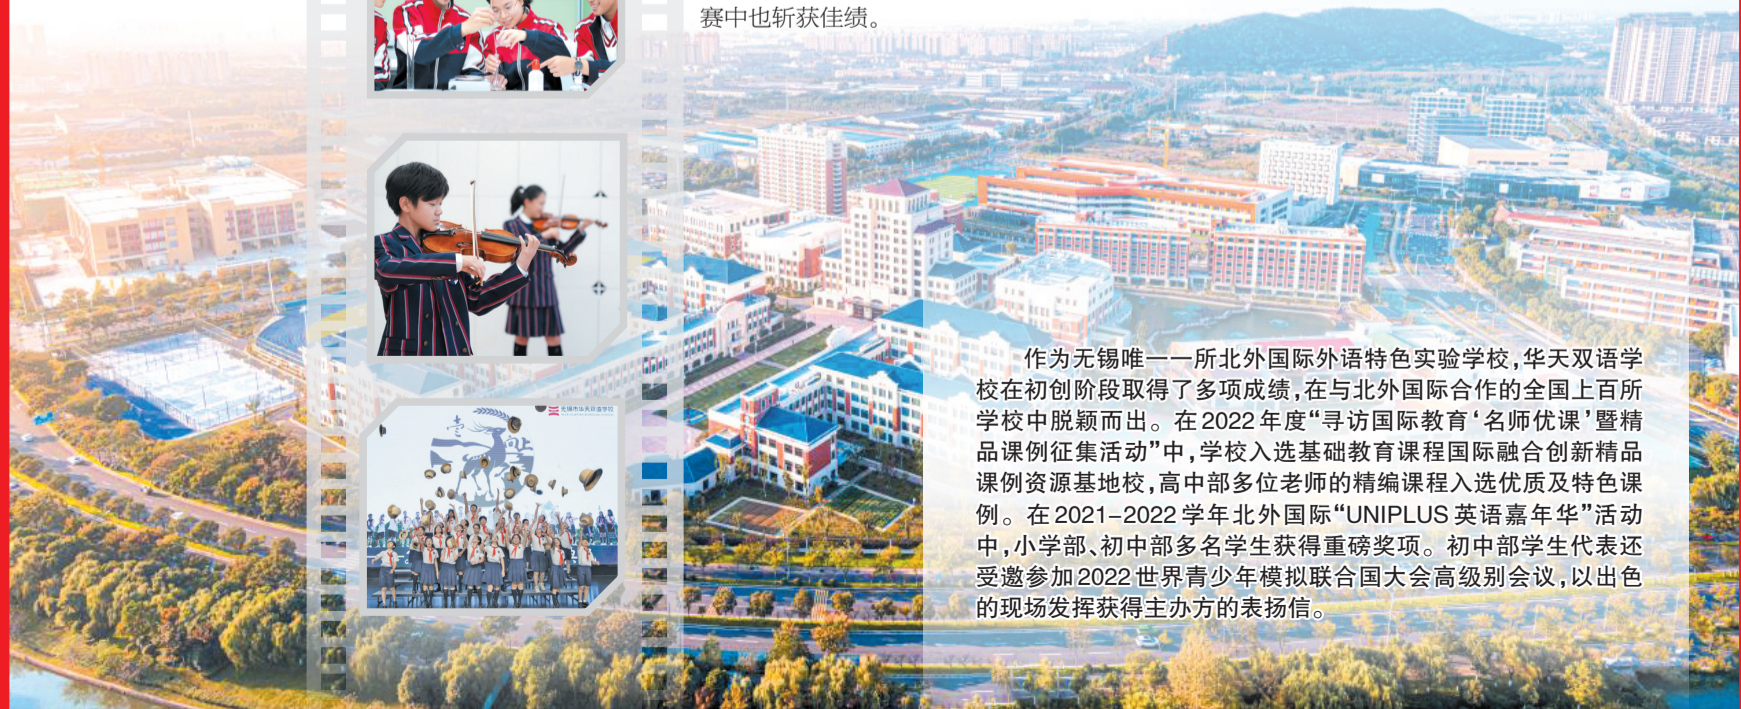 赛中也斩获佳绩。
无锡市华天双语学校
作为无锡唯一一所北外国际外语特色实验学校,华天双语学
校在初创阶段取得了多项成绩,在与北外国际合作的全国上百所
学校中脱颖而出。在2022年度“寻访国际教育‘名师优课’暨精
品课例征集活动”中,学校入选基础教育课程国际融合创新精品
课例资源基地校,高中部多位老师的精编课程入选优质及特色课
例。在2021–2022学年北外国际“UNIPLUS英语嘉年华”活动
中,小学部、初中部多名学生获得重磅奖项。初中部学生代表还
受邀参加2022世界青少年模拟联合国大会高级别会议,以出色
的现场发挥获得主办方的表扬信。